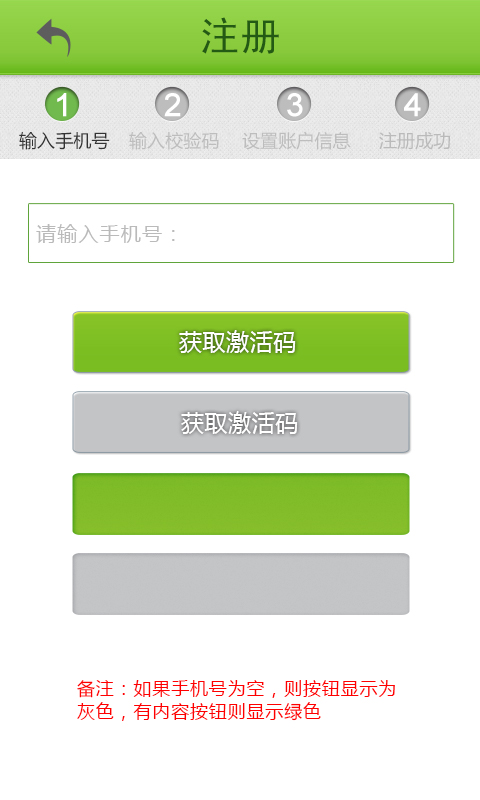 注册
1 2 3 4
输入手机号 输入校验码 设置账户信息 注册成功
请输入手机号：
获取激活码
获取激活码
备注：如果手机号为空，则按钮显示为
灰色，有内容按钮则显示绿色